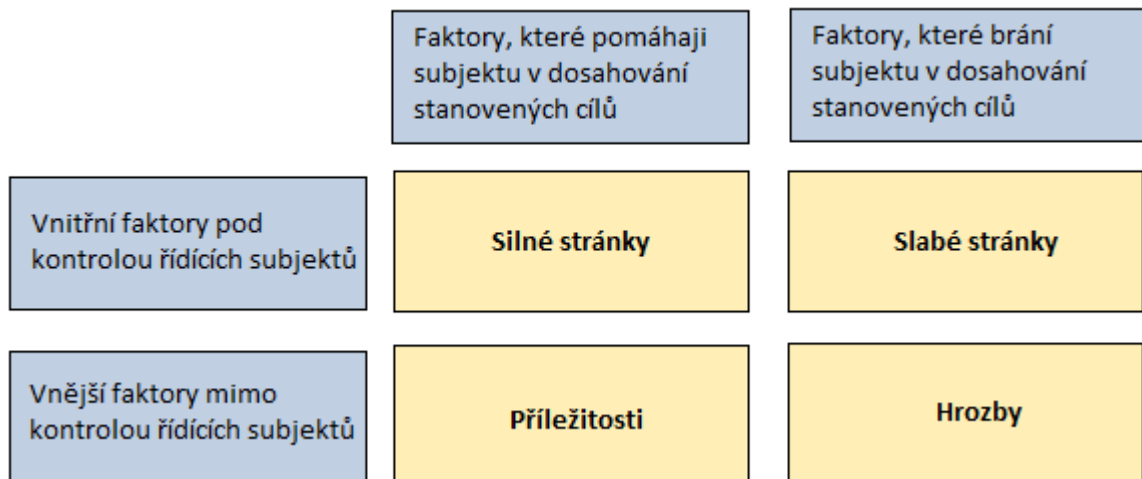 Faktory, které pomáhaji
subjektu v dosahování
stanovených cílů
Faktory, které brání
subjektu v dosahování
stanovených cílů
Vnitřní faktory pod
kontrolou řídících subjektů
Silné stránky
Slabé stránky
Vnější faktory mimo
kontrolou řídících subjektů
Příležitosti
Hrozby